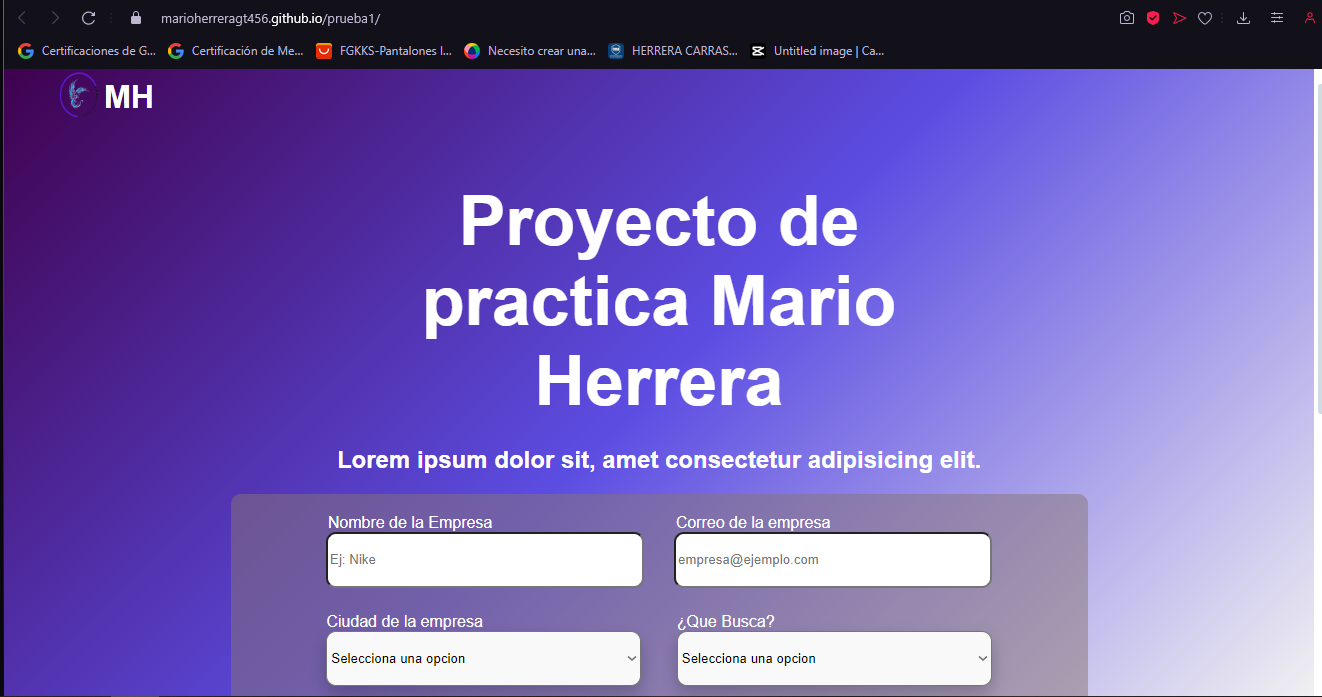 marioherreragt456.github.io/prueba1/
Certificaciones de G... Certificación de Me... FGKKS-Pantalones I... Necesito crear una... HERRERA CARRAS... Untitled image | Ca...
MH
Proyecto de
practica Mario
Herrera
Lorem ipsum dolor sit, amet consectetur adipisicing elit.
Nombre de la Empresa Correo de la empresa
Ej: Nike empresa@ejemplo.com
Ciudad de la empresa ¿Que Busca?
Selecciona una opcion Selecciona una opcion